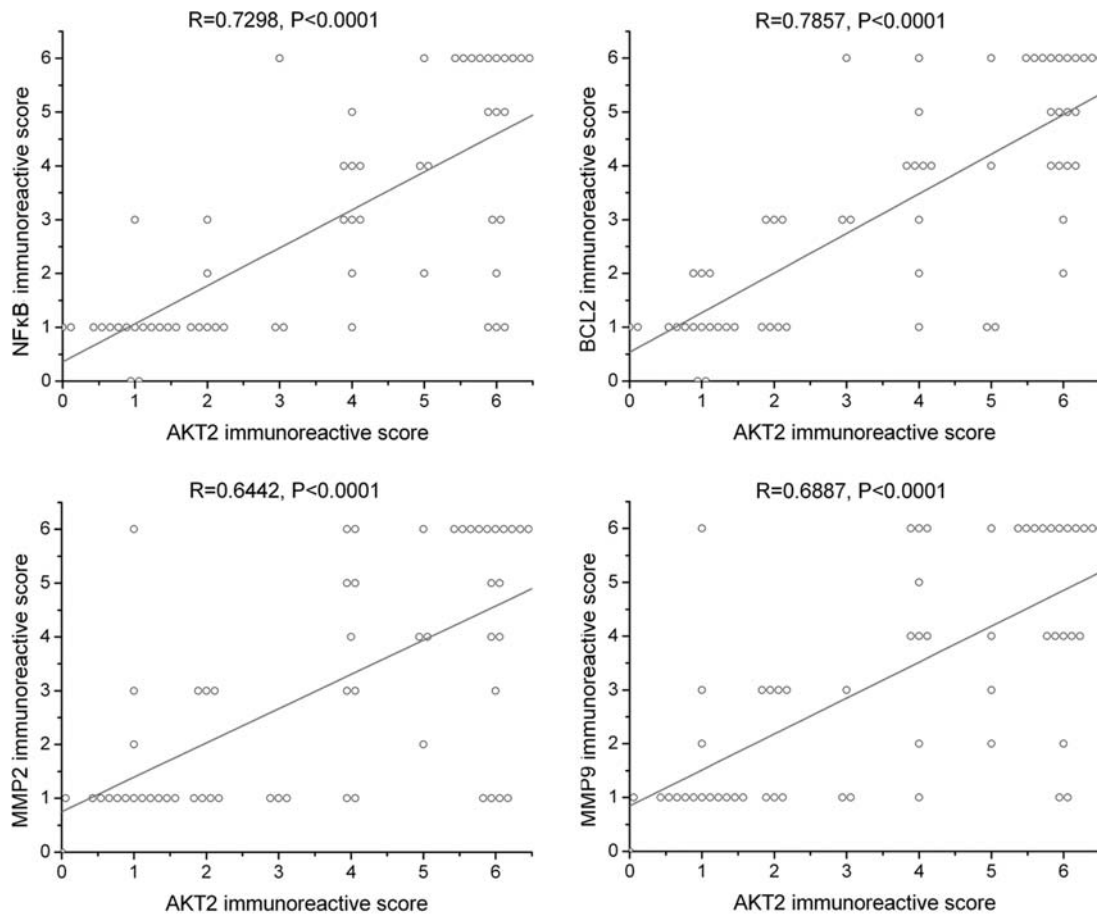 R=0.7298, P<0.0001
NFκB immunoreactive score
6
5
4
3
2
1
0
0 1 2 3 4 5 6
AKT2 immunoreactive score
R=0.7857, P<0.0001
BCL2 immunoreactive score
6
5
4
3
2
1
0
0 1 2 3 4 5 6
AKT2 immunoreactive score
R=0.6442, P<0.0001
MMP2 immunoreactive score
6
5
4
3
2
1
0
0 1 2 3 4 5 6
AKT2 immunoreactive score
R=0.6887, P<0.0001
MMP9 immunoreactive score
6
5
4
3
2
1
0
0 1 2 3 4 5 6
AKT2 immunoreactive score